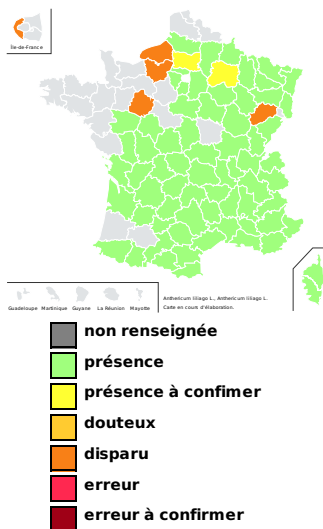 Île-de-France
Guadeloupe Martinique Guyane La Réunion Mayotte
Anthericum liliago L., Anthericum liliago L.
Carte en cours d'élaboration.
non renseignée
présence
présence à confimer
douteux
disparu
erreur
erreur à confirmer